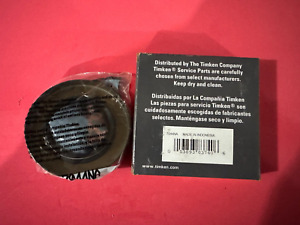 Distributed by The Timken Company
Timken® Service Parts are carefully
chosen from select manufacturers.
Keep dry and clean.
Distribuidas por La Compañía Timken
Las piezas para servicio Timken® son
cuidadosamente escogidas de fabricantes
selectos. Manténgase seco y limpio.
MADE IN INDONESIA
www.timken.com